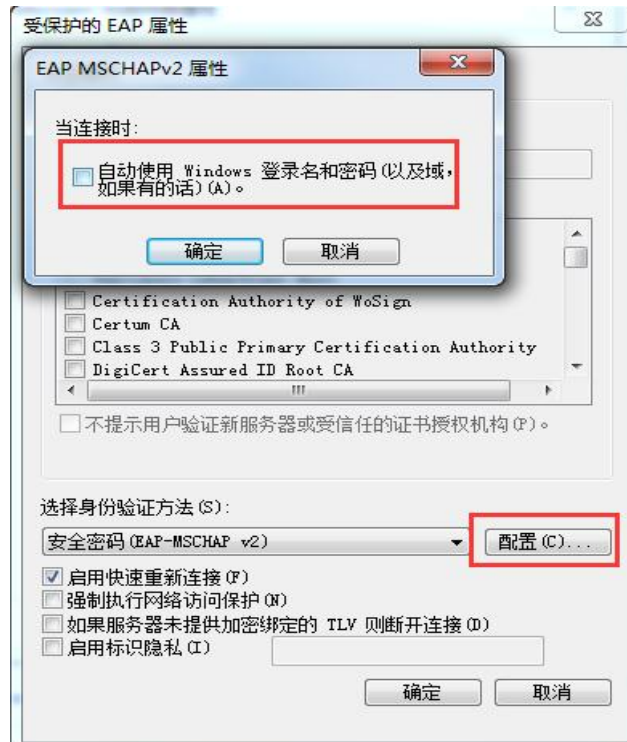 受保护的 EAP 属性
EAP MSCHAPv2 属性
当连接时:
自动使用 Windows 登录名和密码(以及域,
如果有的话)(A)。
确定
取消
Certification Authority of WoSign
Certum CA
Class 3 Public Primary Certification Authority
DigiCert Assured ID Root CA
不提示用户验证新服务器或受信任的证书授权机构(P)。
选择身份验证方法(S):
安全密码(EAP-MSCHAP v2)
配置(C)...
启用快速重新连接(F)
强制执行网络访问保护(N)
如果服务器未提供加密绑定的 TLV 则断开连接(D)
启用标识隐私(I)
确定
取消